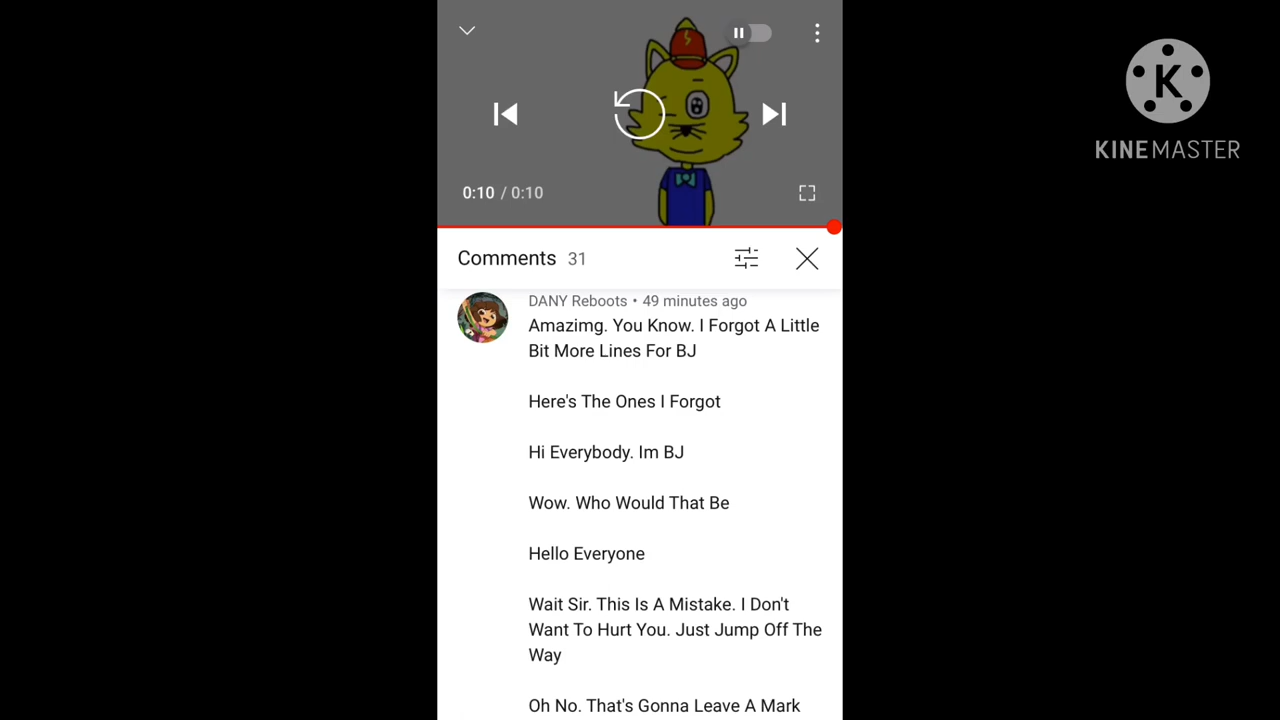 KINEMASTER
0:10 / 0:10
Comments 31
DANY Reboots • 49 minutes ago
Amazimg. You Know. I Forgot A Little
Bit More Lines For BJ
Here's The Ones I Forgot
Hi Everybody. Im BJ
Wow. Who Would That Be
Hello Everyone
Wait Sir. This Is A Mistake. I Don't
Want To Hurt You. Just Jump Off The
Way
Oh No. That's Gonna Leave A Mark